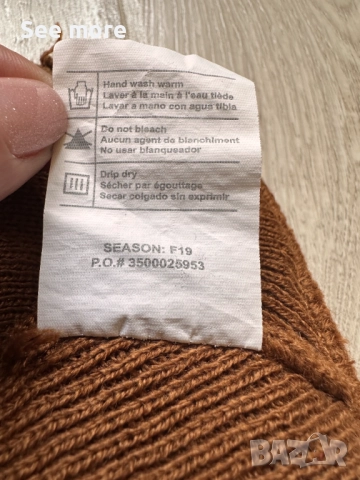 See more
Hand wash warm
Laver à la main à l'eau tiède
Lavar a mano con agua tibia
Do not bleach
Aucun agent de blanchiment
No usar blanqueador
Drip dry
Sécher par égouttage
Secar colgado sin exprimir
SEASON: F19
P.O.# 3500025953
BAZAR